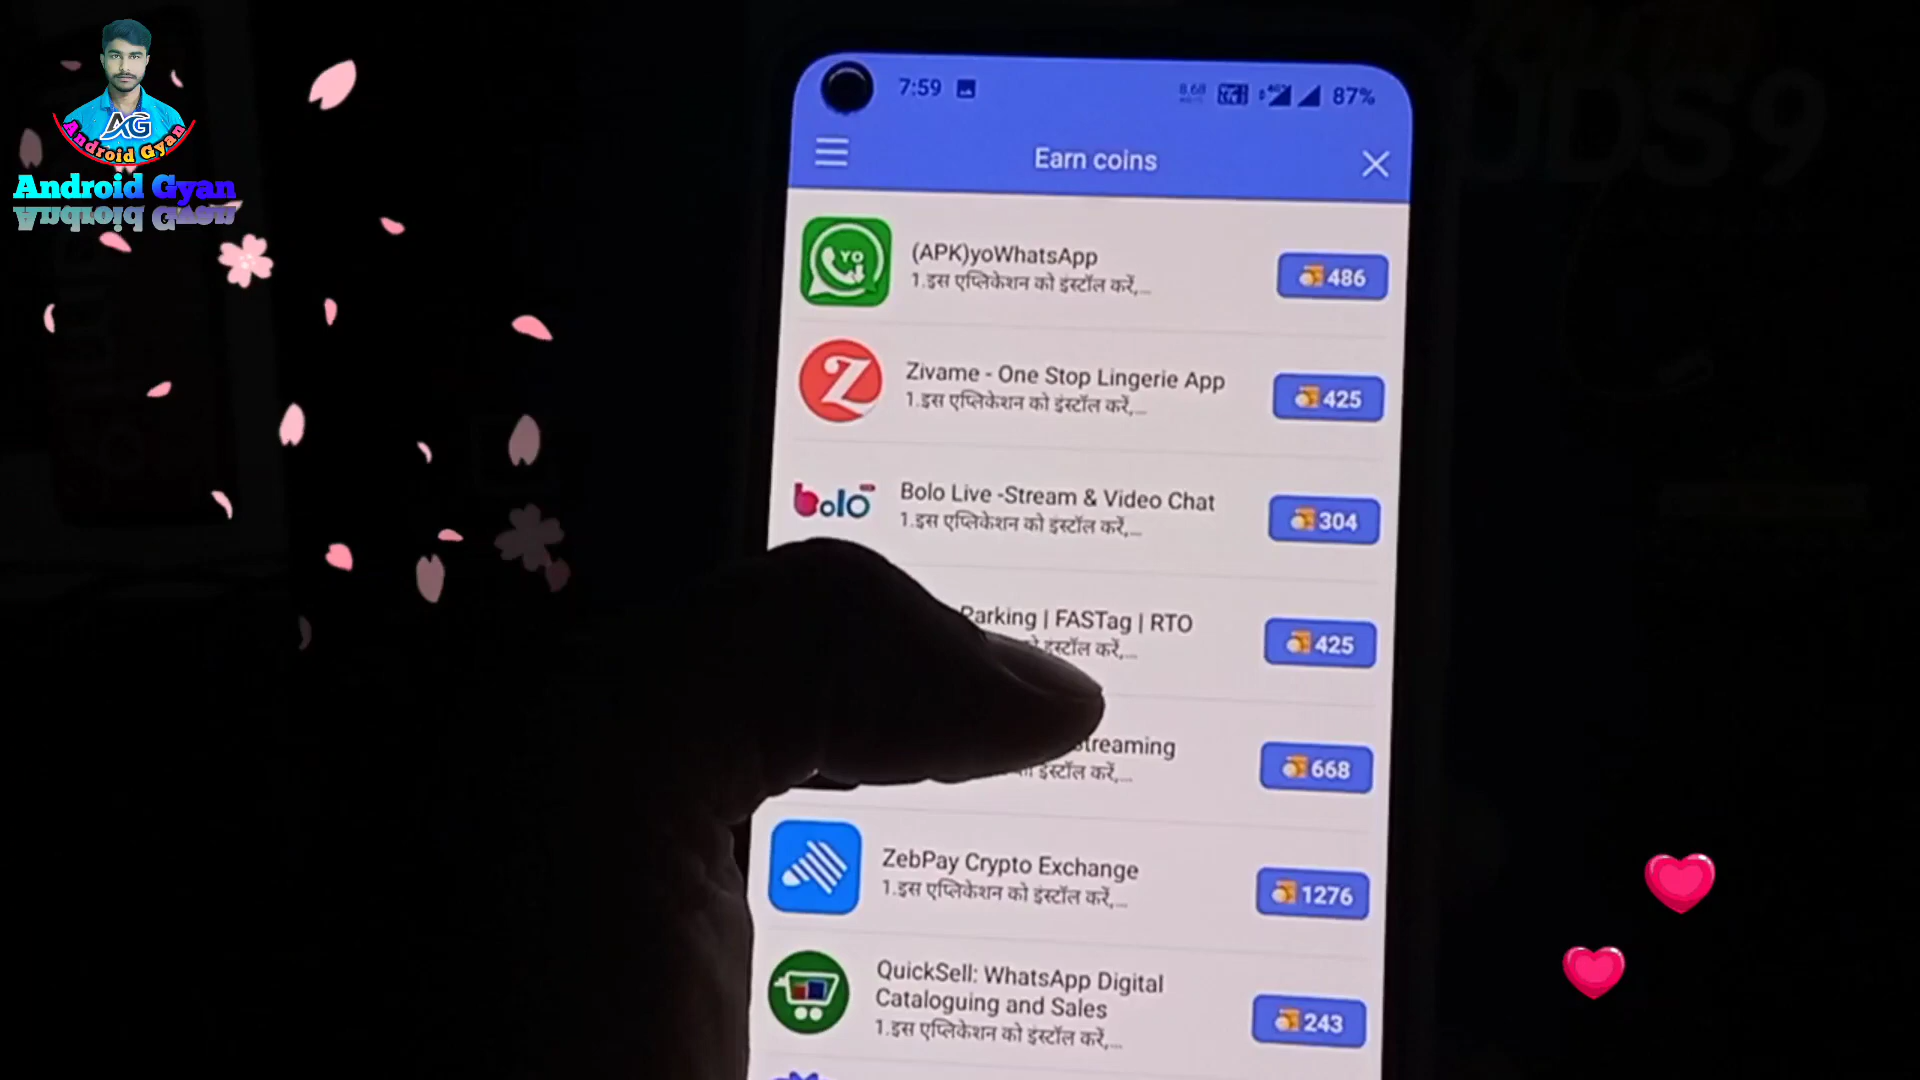 AG
Android Gyan
Android Gyan
7:59
87%
Earn coins
(APK)yoWhatsApp
1.इस एप्लिकेशन को इंस्टॉल करें,...
486
Zivame - One Stop Lingerie App
1.इस एप्लिकेशन को इंस्टॉल करें,...
425
bolo
Bolo Live -Stream & Video Chat
1.इस एप्लिकेशन को इंस्टॉल करें,...
304
Parking | FASTag | RTO
इंस्टॉल करें,...
425
streaming
इंस्टॉल करें,...
668
ZebPay Crypto Exchange
1.इस एप्लिकेशन को इंस्टॉल करें,...
1276
QuickSell: WhatsApp Digital
Cataloguing and Sales
1.इस एप्लिकेशन को इंस्टॉल करें,...
243